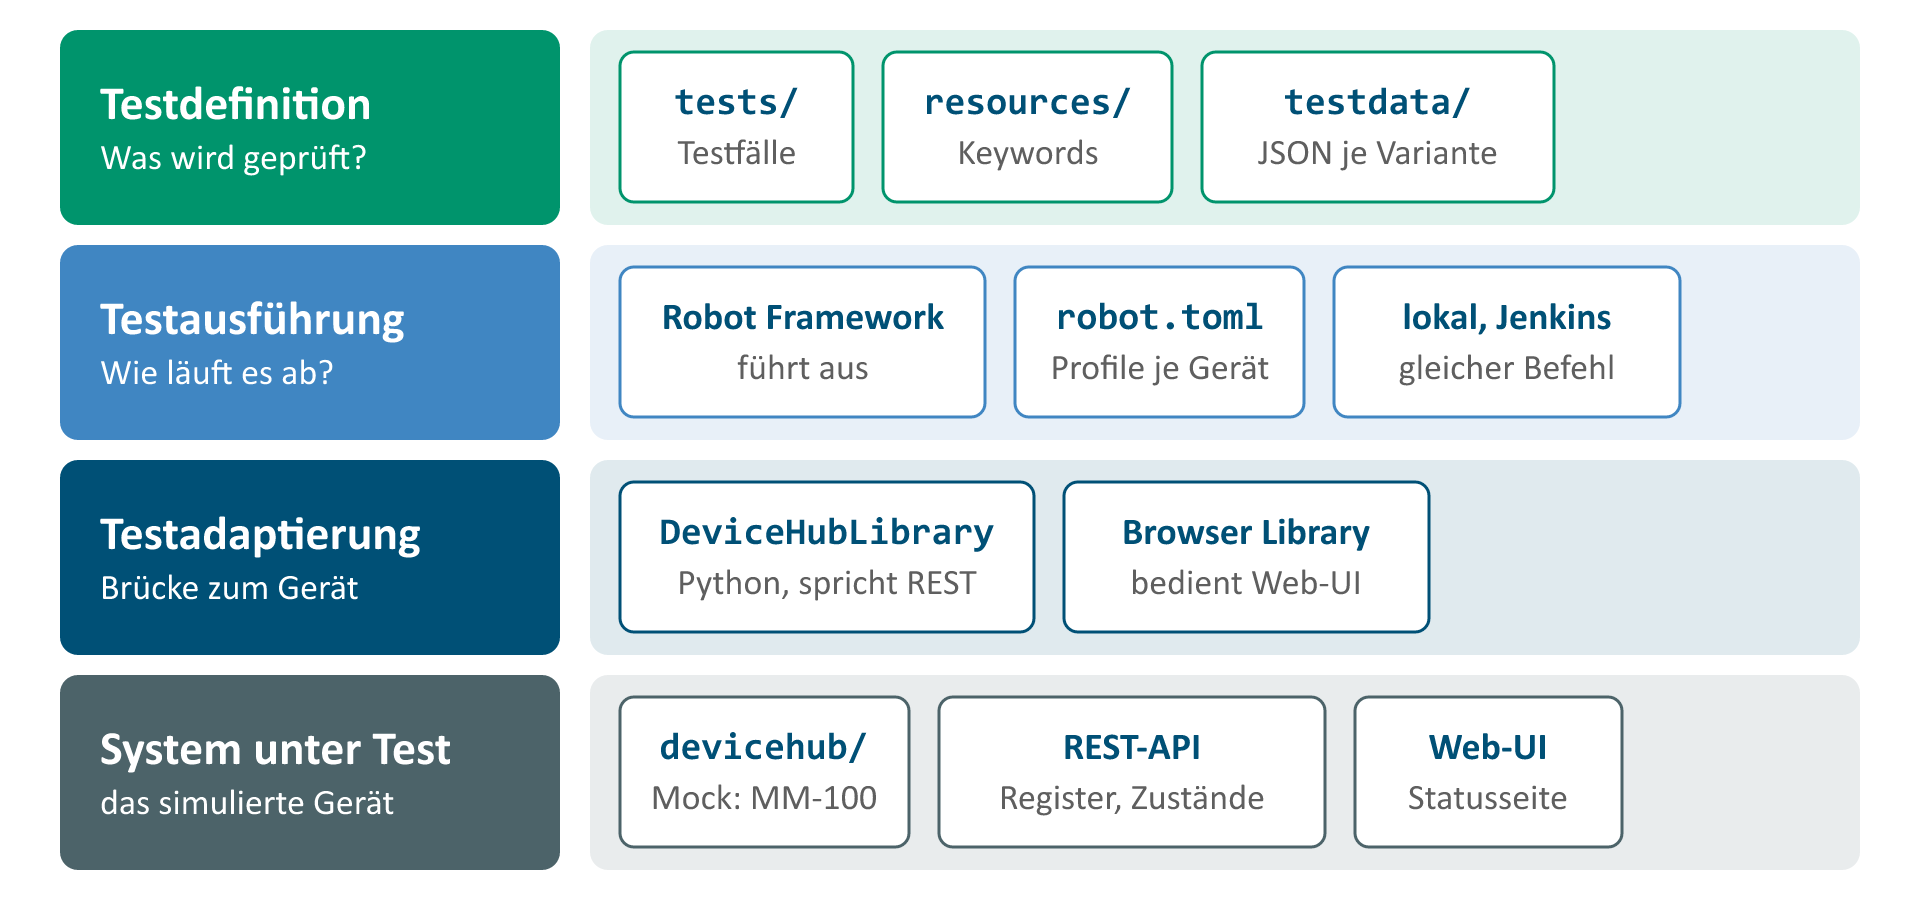 Testdefinition
Was wird geprüft?
tests/
Testfälle
resources/
Keywords
testdata/
JSON je Variante
Testausführung
Wie läuft es ab?
Robot Framework
führt aus
robot.toml
Profile je Gerät
lokal, Jenkins
gleicher Befehl
Testadaptierung
Brücke zum Gerät
DeviceHubLibrary
Python, spricht REST
Browser Library
bedient Web-UI
System unter Test
das simulierte Gerät
devicehub/
Mock: MM-100
REST-API
Register, Zustände
Web-UI
Statusseite